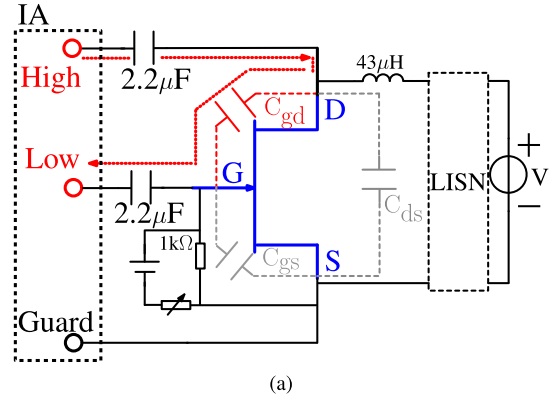 IA
High
2.2μF
43μH
Cgd
D
Low
G
LISN
+
V
−
Cds
2.2μF
1kΩ
Cgs
S
Guard
(a)